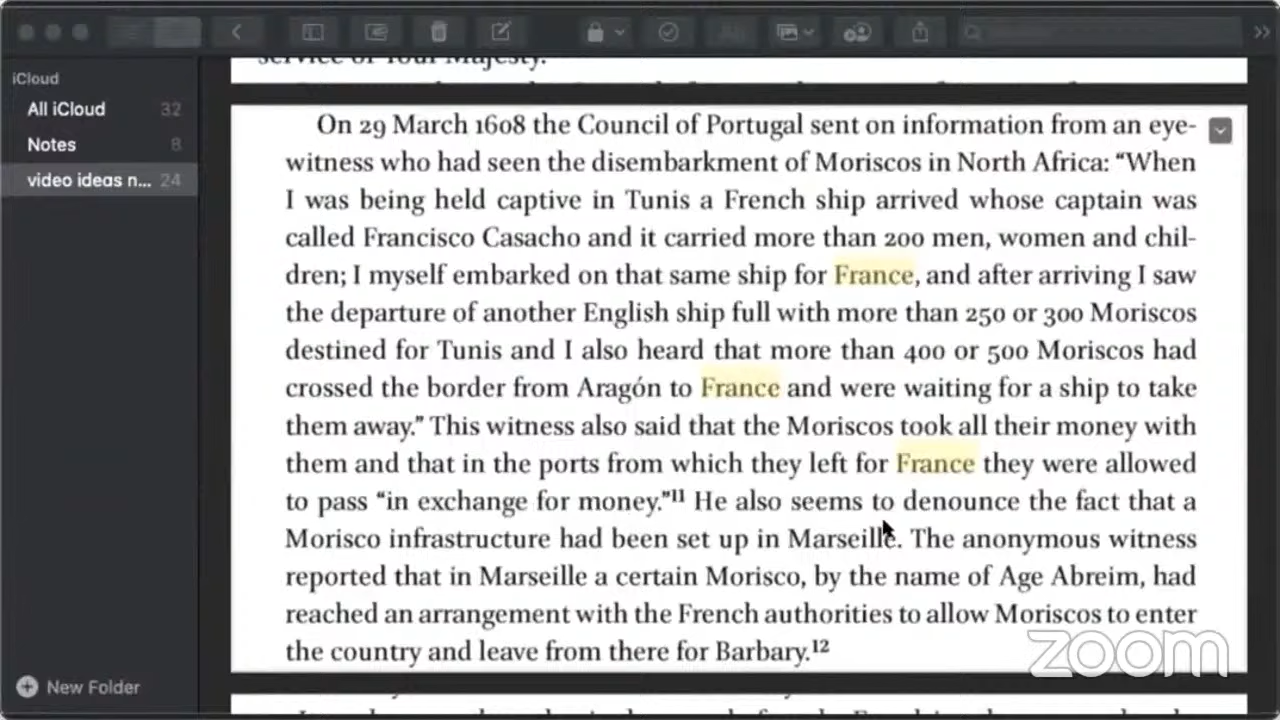 iCloud
All iCloud 32
Notes 8
video ideas n... 24
New Folder
service of Your Majesty.
On 29 March 1608 the Council of Portugal sent on information from an eye-
witness who had seen the disembarkment of Moriscos in North Africa: “When
I was being held captive in Tunis a French ship arrived whose captain was
called Francisco Casacho and it carried more than 200 men, women and chil-
dren; I myself embarked on that same ship for France, and after arriving I saw
the departure of another English ship full with more than 250 or 300 Moriscos
destined for Tunis and I also heard that more than 400 or 500 Moriscos had
crossed the border from Aragón to France and were waiting for a ship to take
them away.” This witness also said that the Moriscos took all their money with
them and that in the ports from which they left for France they were allowed
to pass “in exchange for money.”11 He also seems to denounce the fact that a
Morisco infrastructure had been set up in Marseille. The anonymous witness
reported that in Marseille a certain Morisco, by the name of Age Abreim, had
reached an arrangement with the French authorities to allow Moriscos to enter
the country and leave from there for Barbary.12
zoom